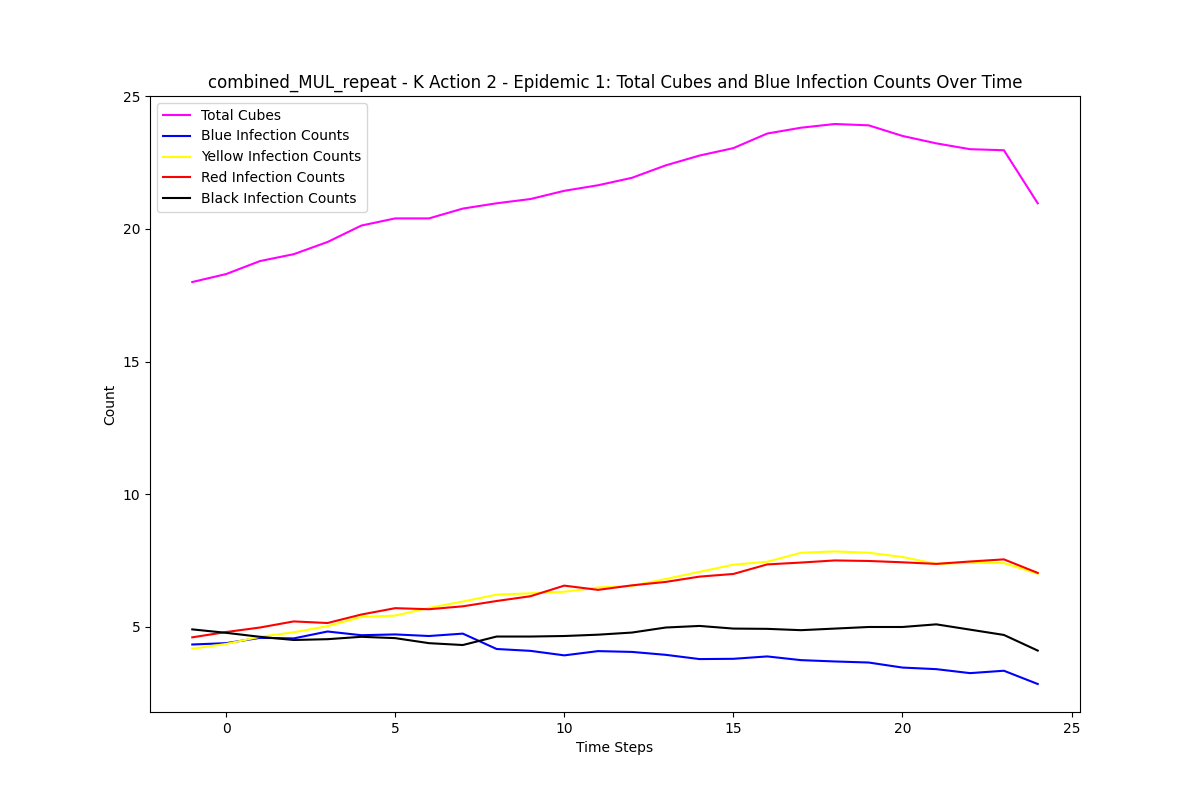 combined_MUL_repeat - K Action 2 - Epidemic 1: Total Cubes and Blue Infection Counts Over Time
25
20
15
10
5
Count
Total Cubes
Blue Infection Counts
Yellow Infection Counts
Red Infection Counts
Black Infection Counts
0 5 10 15 20 25
Time Steps